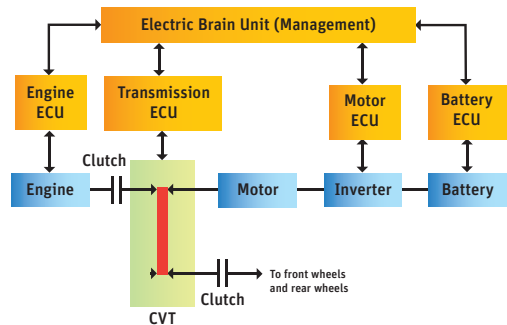 Electric Brain Unit (Management)
Engine
ECU
Transmission
ECU
Motor
ECU
Battery
ECU
Clutch
Engine
Motor
Inverter
Battery
To front wheels
and rear wheels
Clutch
CVT